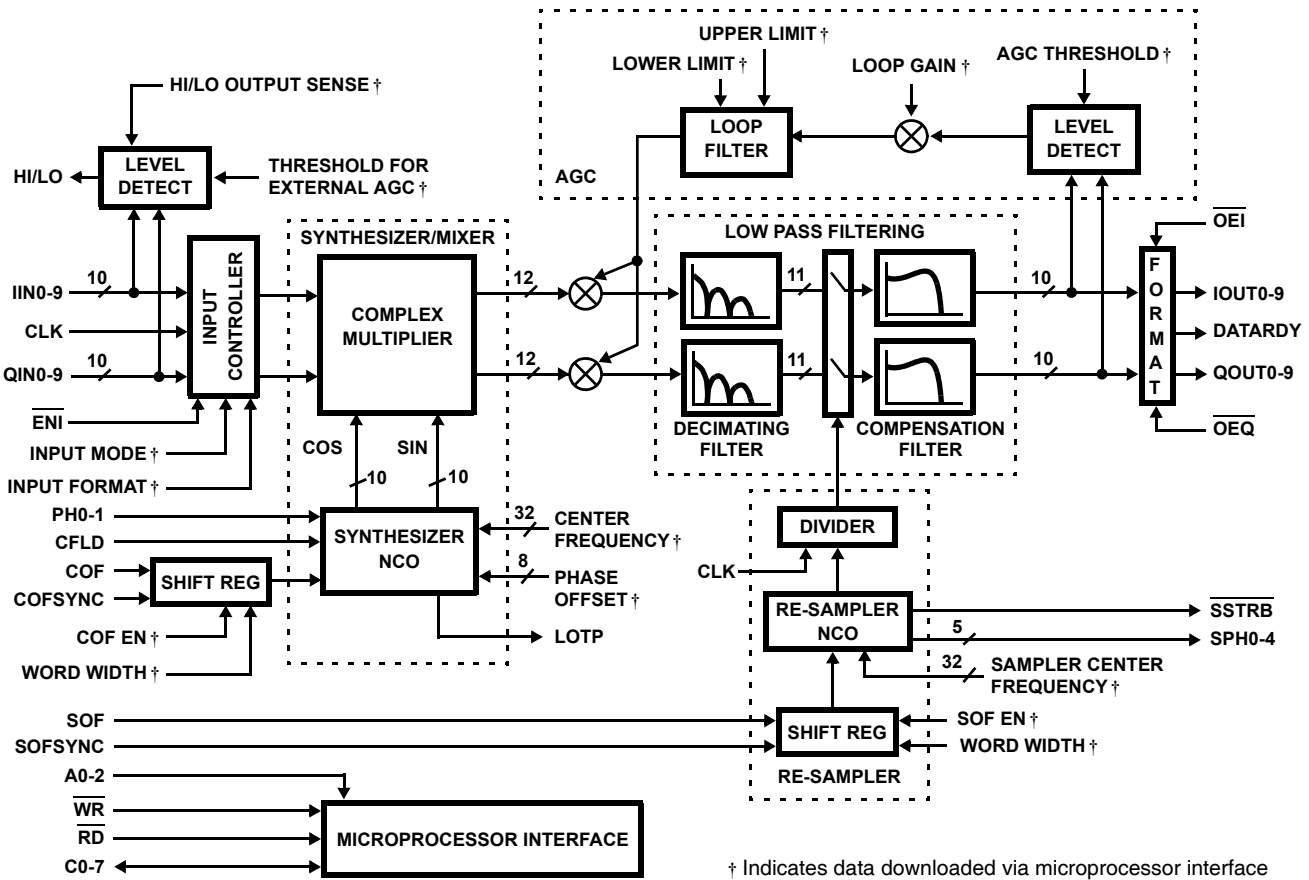 UPPER LIMIT †
LOWER LIMIT †
LOOP GAIN †
AGC THRESHOLD †
HI/LO OUTPUT SENSE †
LOOP
FILTER
LEVEL
DETECT
AGC
HI/LO
LEVEL
DETECT
THRESHOLD FOR
EXTERNAL AGC †
SYNTHESIZER/MIXER
LOW PASS FILTERING
OEI
IIN0-9
10
CLK
QIN0-9
10
INPUT
CONTROLLER
COMPLEX
MULTIPLIER
12
12
11
11
10
10
FORMAT
IOUT0-9
DATARDY
QOUT0-9
ENI
INPUT MODE †
INPUT FORMAT †
COS
SIN
10
10
DECIMATING
FILTER
COMPENSATION
FILTER
OEQ
PH0-1
CFLD
COF
COFSYNC
SHIFT REG
COF EN †
WORD WIDTH †
SYNTHESIZER
NCO
32
CENTER
FREQUENCY †
8
PHASE
OFFSET †
LOTP
DIVIDER
CLK
RE-SAMPLER
NCO
SSTRB
5
SPH0-4
32
SAMPLER CENTER
FREQUENCY †
SOF
SOFSYNC
SHIFT REG
SOF EN †
WORD WIDTH †
RE-SAMPLER
A0-2
WR
RD
C0-7
MICROPROCESSOR INTERFACE
† Indicates data downloaded via microprocessor interface